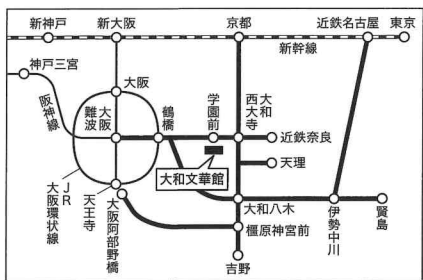 新神戸
新大阪
京都
近鉄名古屋
東京
新幹線
神戸三宮
大阪
阪神線
大阪難波
鶴橋
学園前
大和西大寺
近鉄奈良
天理
大和文華館
JR大阪環状線
天王寺
大阪阿部野橋
大和八木
橿原神宮前
吉野
伊勢中川
賢島